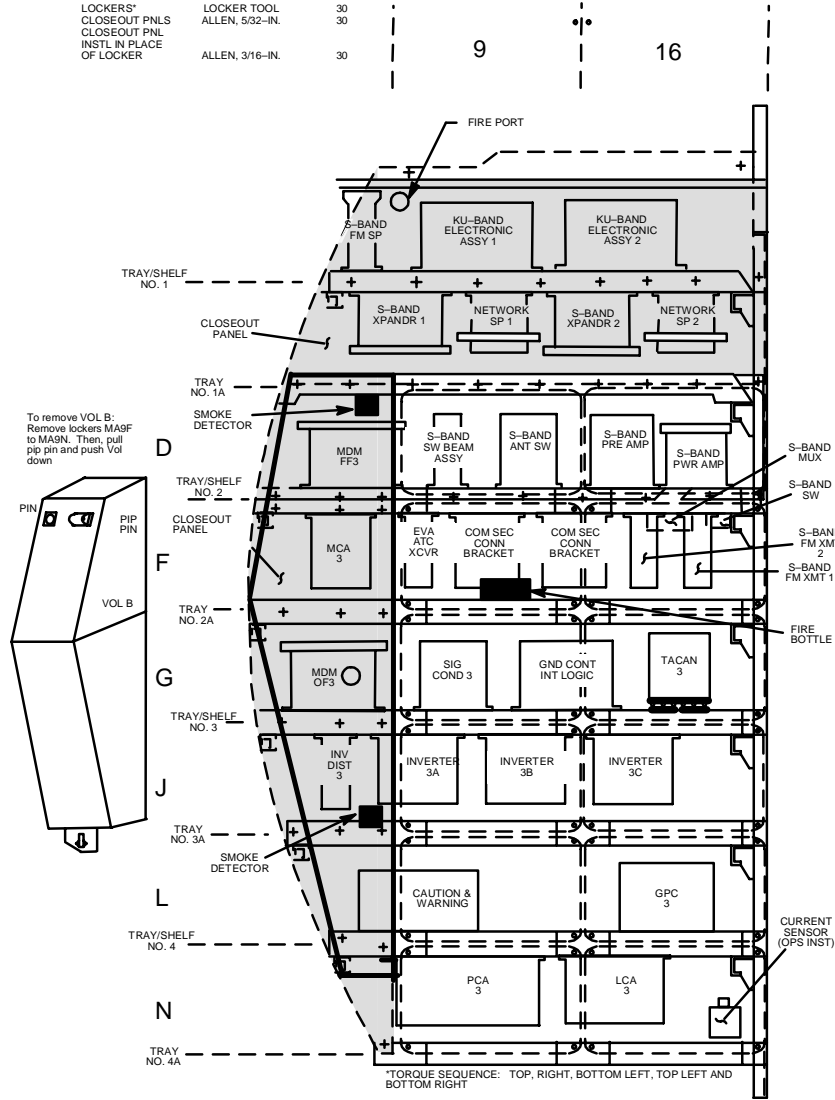 LOCKERS* LOCKER TOOL 30
CLOSEOUT PNLS ALLEN, 5/32–IN. 30
CLOSEOUT PNL
INSTL IN PLACE
OF LOCKER ALLEN, 3/16–IN. 30
9 16
FIRE PORT
S–BAND
FM SP
KU–BAND
ELECTRONIC
ASSY 1
KU–BAND
ELECTRONIC
ASSY 2
TRAY/SHELF
NO. 1
S–BAND
XPANDR 1
NETWORK
SP 1
S–BAND
XPANDR 2
NETWORK
SP 2
CLOSEOUT
PANEL
TRAY
NO. 1A
SMOKE
DETECTOR
To remove VOL B:
Remove lockers MA9F
to MA9N. Then, pull
pip pin and push Vol
down
D
MDM
FF3
S–BAND
SW BEAM
ASSY
S–BAND
ANT SW
S–BAND
PRE AMP
S–BAND
PWR AMP
S–BAND
MUX
S–BAND
SW
TRAY/SHELF
NO. 2
PIN
PIP
PIN
VOL B
CLOSEOUT
PANEL
F
MCA
3
EVA
ATC
XCVR
COM SEC
CONN
BRACKET
COM SEC
CONN
BRACKET
S–BAN
FM XM
2
S–BAND
FM XMT 1
TRAY
NO. 2A
FIRE
BOTTLE
G
MDM
OF3
SIG
COND 3
GND CONT
INT LOGIC
TACAN
3
TRAY/SHELF
NO. 3
J
INV
DIST
3
INVERTER
3A
INVERTER
3B
INVERTER
3C
TRAY
NO. 3A
SMOKE
DETECTOR
L
CAUTION &
WARNING
GPC
3
TRAY/SHELF
NO. 4
CURRENT
SENSOR
(OPS INST)
N
PCA
3
LCA
3
TRAY
NO. 4A
*TORQUE SEQUENCE: TOP, RIGHT, BOTTOM LEFT, TOP LEFT AND
BOTTOM RIGHT